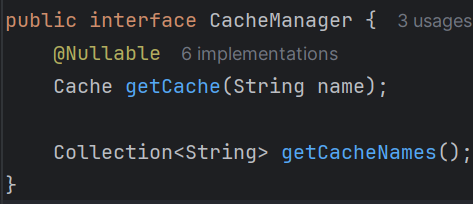 public interface CacheManager { 3 usages
@Nullable 6 implementations
Cache getCache(String name);
Collection<String> getCacheNames();
}